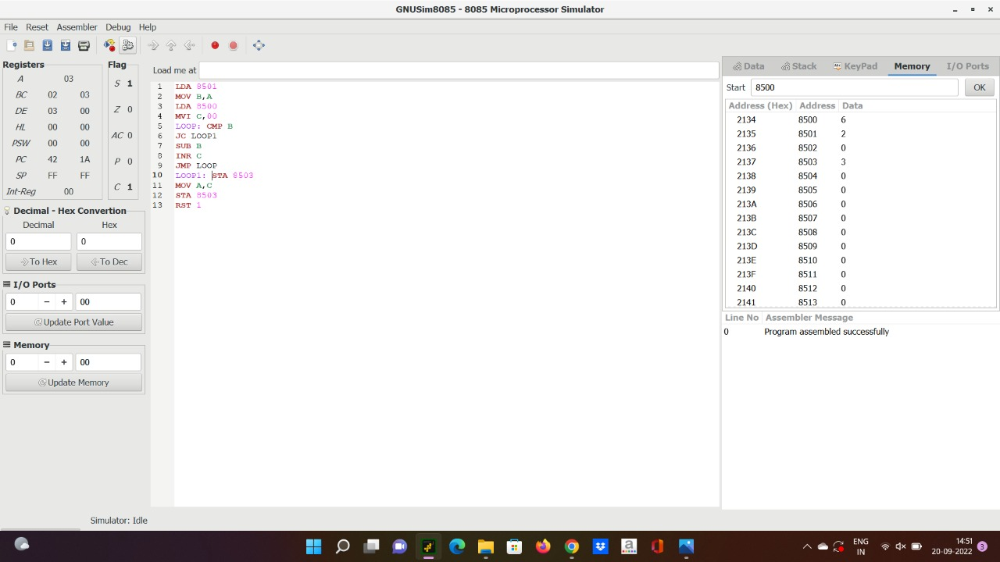 GNUSim8085 - 8085 Microprocessor Simulator
File Reset Assembler Debug Help
Registers
A 03
BC 02 03
DE 03 00
HL 00 00
PSW 00 00
PC 42 1A
SP FF FF
Int-Reg 00
Flag
S 1
Z 0
AC 0
P 0
C 1
Decimal - Hex Convertion
Decimal Hex
0 0
To Hex To Dec
I/O Ports
0 − + 00
Update Port Value
Memory
0 − + 00
Update Memory
Load me at
1 LDA 8501
2 MOV B,A
3 LDA 8500
4 MVI C,00
5 LOOP: CMP B
6 JC LOOP1
7 SUB B
8 INR C
9 JMP LOOP
10 LOOP1: STA 8503
11 MOV A,C
12 STA 8503
13 RST 1
Data Stack KeyPad Memory I/O Ports
Start 8500 OK
Address (Hex) Address Data
2134 8500 6
2135 8501 2
2136 8502 0
2137 8503 3
2138 8504 0
2139 8505 0
213A 8506 0
213B 8507 0
213C 8508 0
213D 8509 0
213E 8510 0
213F 8511 0
2140 8512 0
2141 8513 0
Line No Assembler Message
0 Program assembled successfully
Simulator: Idle
ENG
IN
14:51
20-09-2022
3